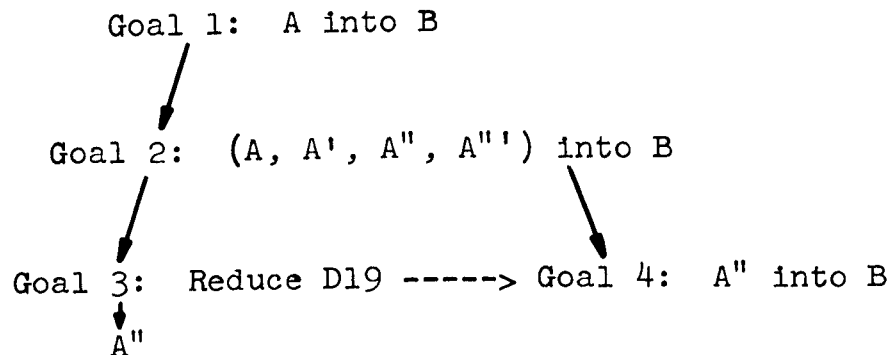 Goal 1: A into B
Goal 2: (A, A', A", A"') into B
Goal 3: Reduce D19 -----> Goal 4: A" into B
A"